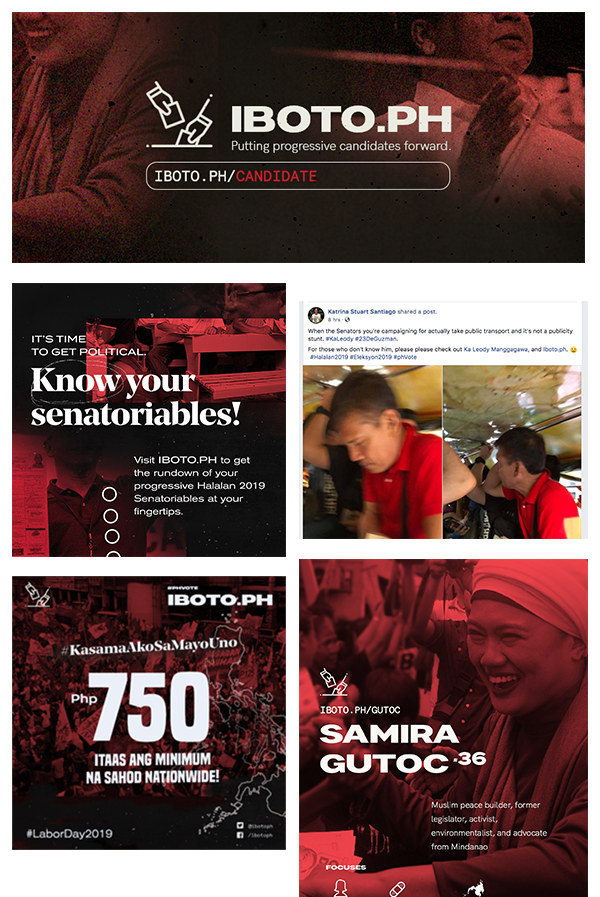 IBOTO.PH
Putting progressive candidates forward.
IBOTO.PH/CANDIDATE
IT'S TIME
TO GET POLITICAL.
Know your
senatoriables!
Visit IBOTO.PH to get
the rundown of your
progressive Halalan 2019
Senatoriables at your
fingertips.
Katrina Stuart Santiago shared a post.
8 hrs ·
When the Senators you're campaigning for actually take public transport and it's not a publicity
stunt. #KaLeody #23DeGuzman.
For those who don't know him, please please check out Ka Leody Manggagawa, and Iboto.ph. 😉
#Halalan2019 #Eleksyon2019 #phVote
#PHVOTE
IBOTO.PH
#KasamaAkoSaMayoUno
Php 750
ITAAS ANG MINIMUM
NA SAHOD NATIONWIDE!
#LaborDay2019
@ibotoph
/ibotoph
IBOTO.PH/GUTOC
SAMIRA
GUTOC #36
Muslim peace builder, former
legislator, activist,
environmentalist, and advocate
from Mindanao
FOCUSES